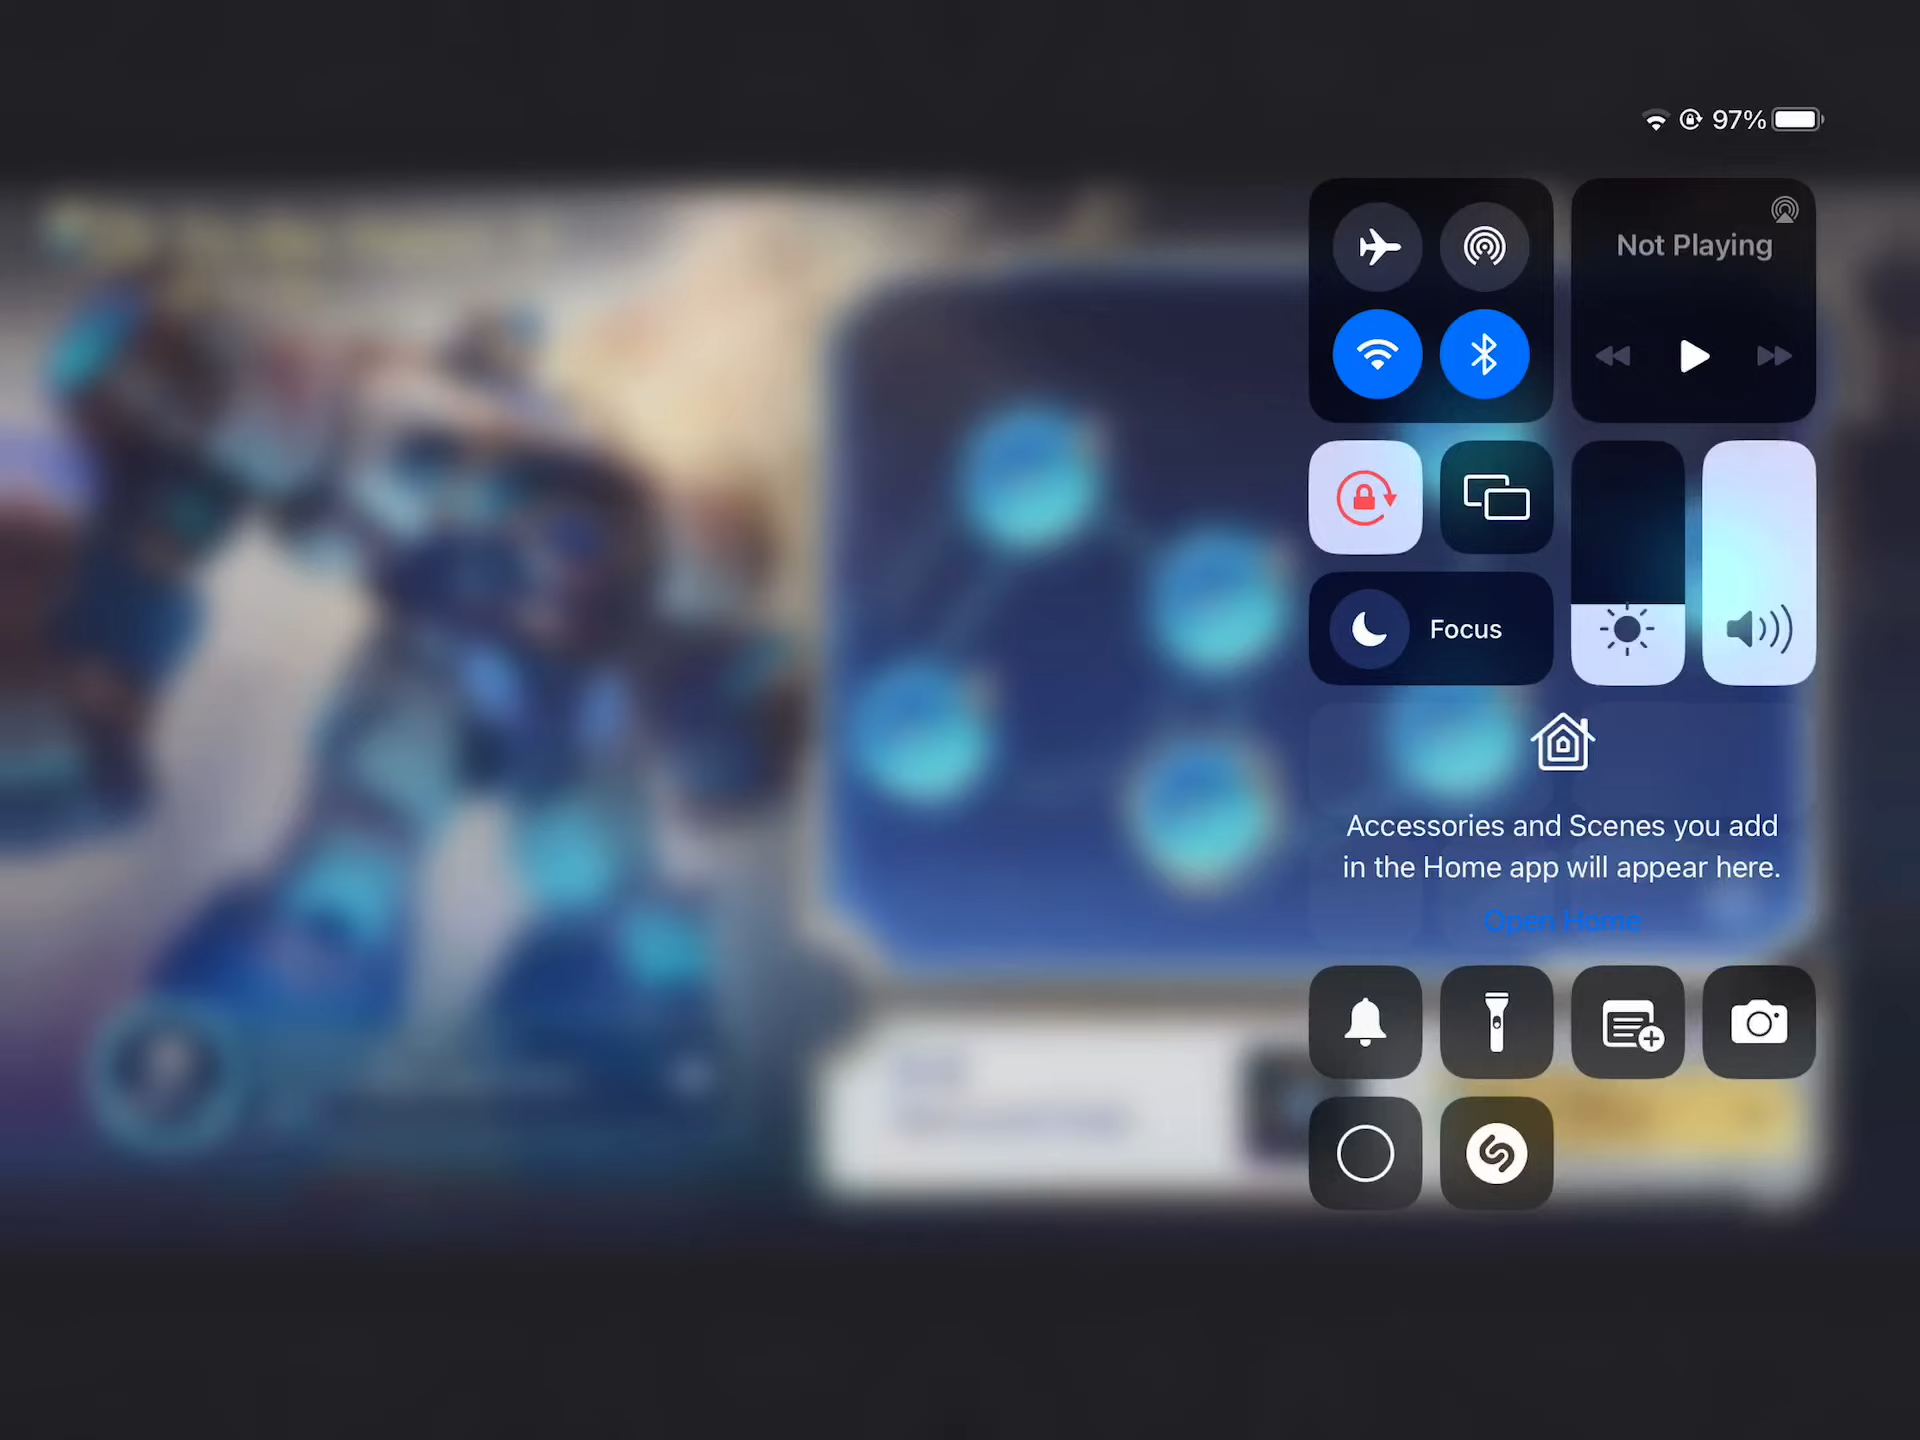 97%
Not Playing
Focus
Accessories and Scenes you add
in the Home app will appear here.
Open Home